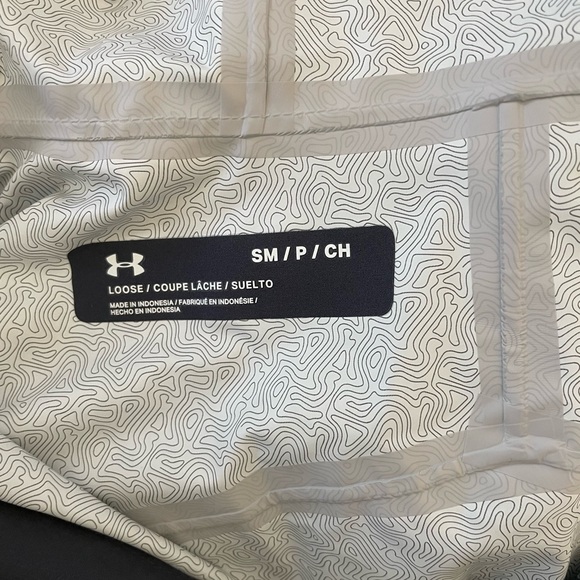 SM / P / CH
LOOSE / COUPE LÂCHE / SUELTO
MADE IN INDONESIA / FABRIQUÉ EN INDONÉSIE /
HECHO EN INDONESIA